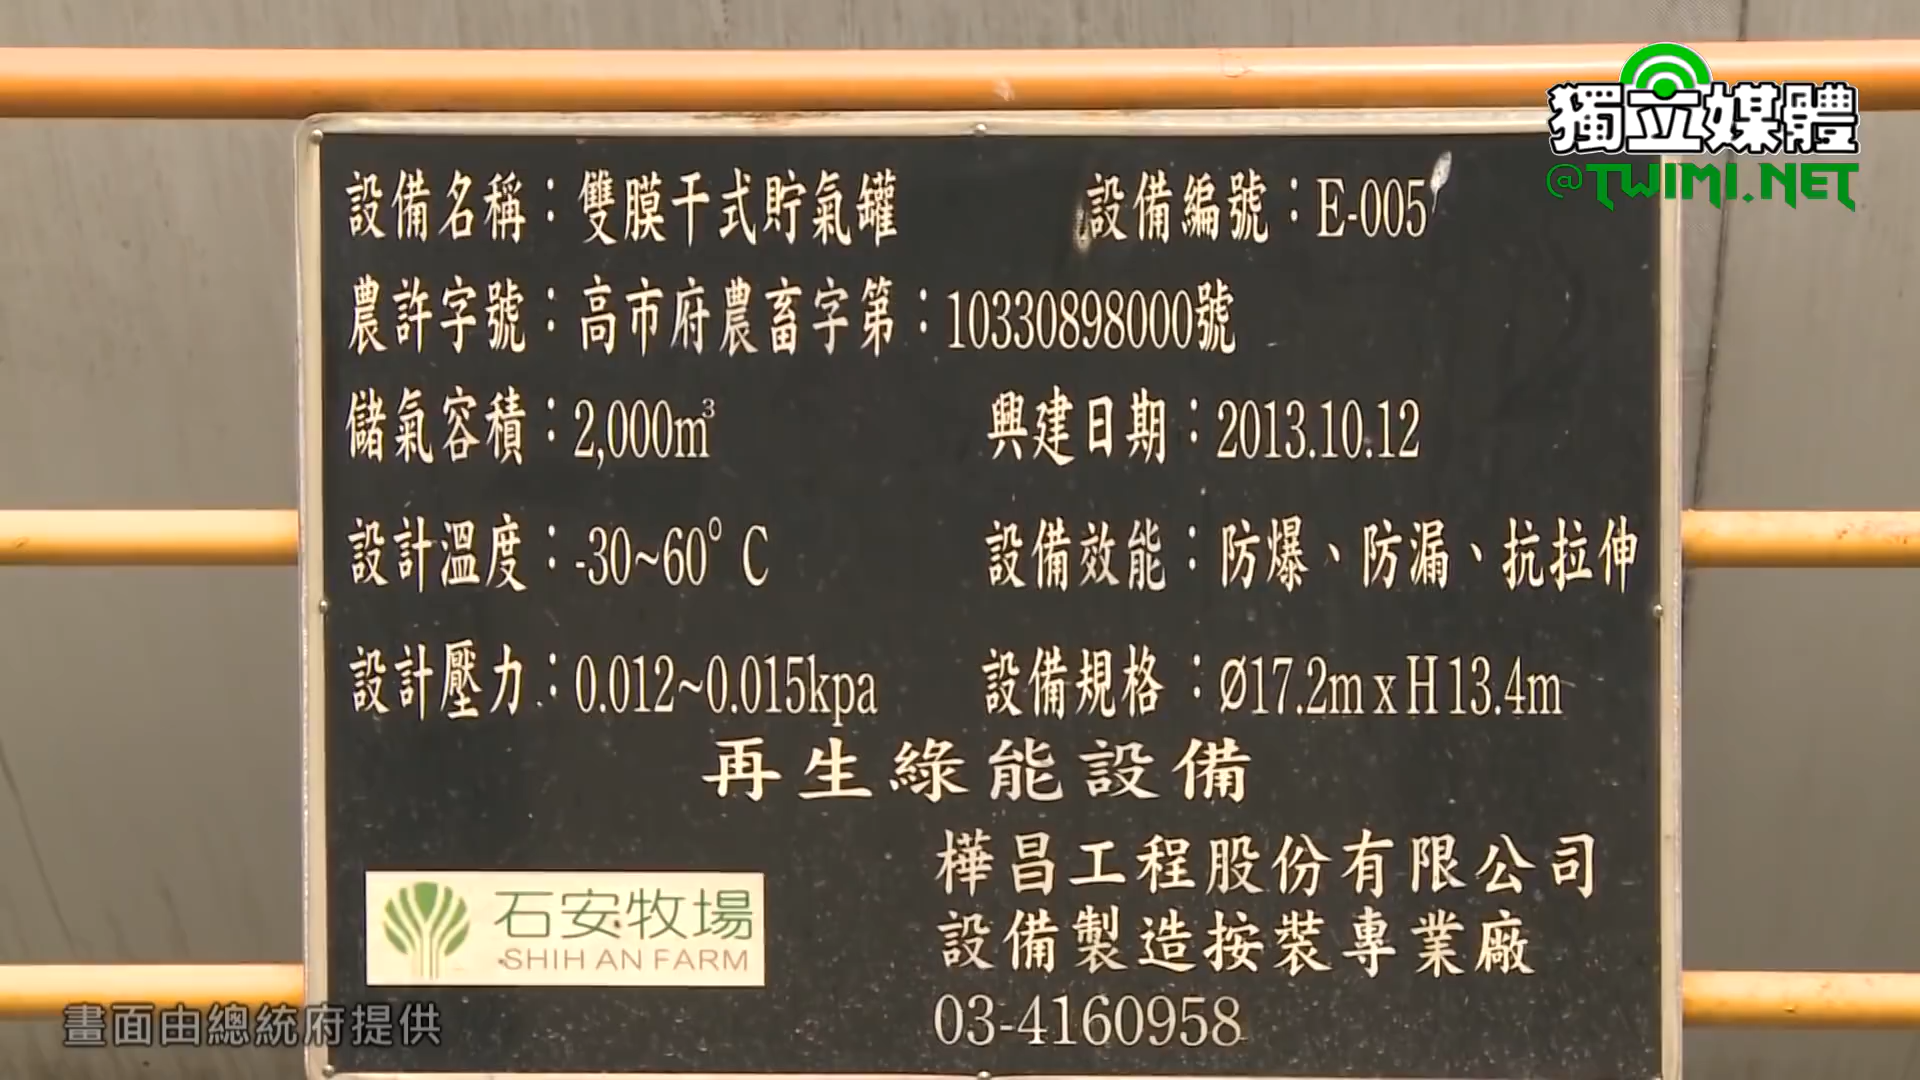 獨立媒體
@TWIMI.NET
設備名稱：雙膜干式貯氣罐 設備編號：E-005
農許字號：高市府農畜字第：10330898000號
儲氣容積：2,000m³ 興建日期：2013.10.12
設計溫度：-30~60°C 設備效能：防爆、防漏、抗拉伸
設計壓力：0.012~0.015kpa 設備規格：Ø17.2m x H 13.4m
再生綠能設備
樺昌工程股份有限公司
設備製造按裝專業廠
03-4160958
石安牧場
SHIH AN FARM
畫面由總統府提供